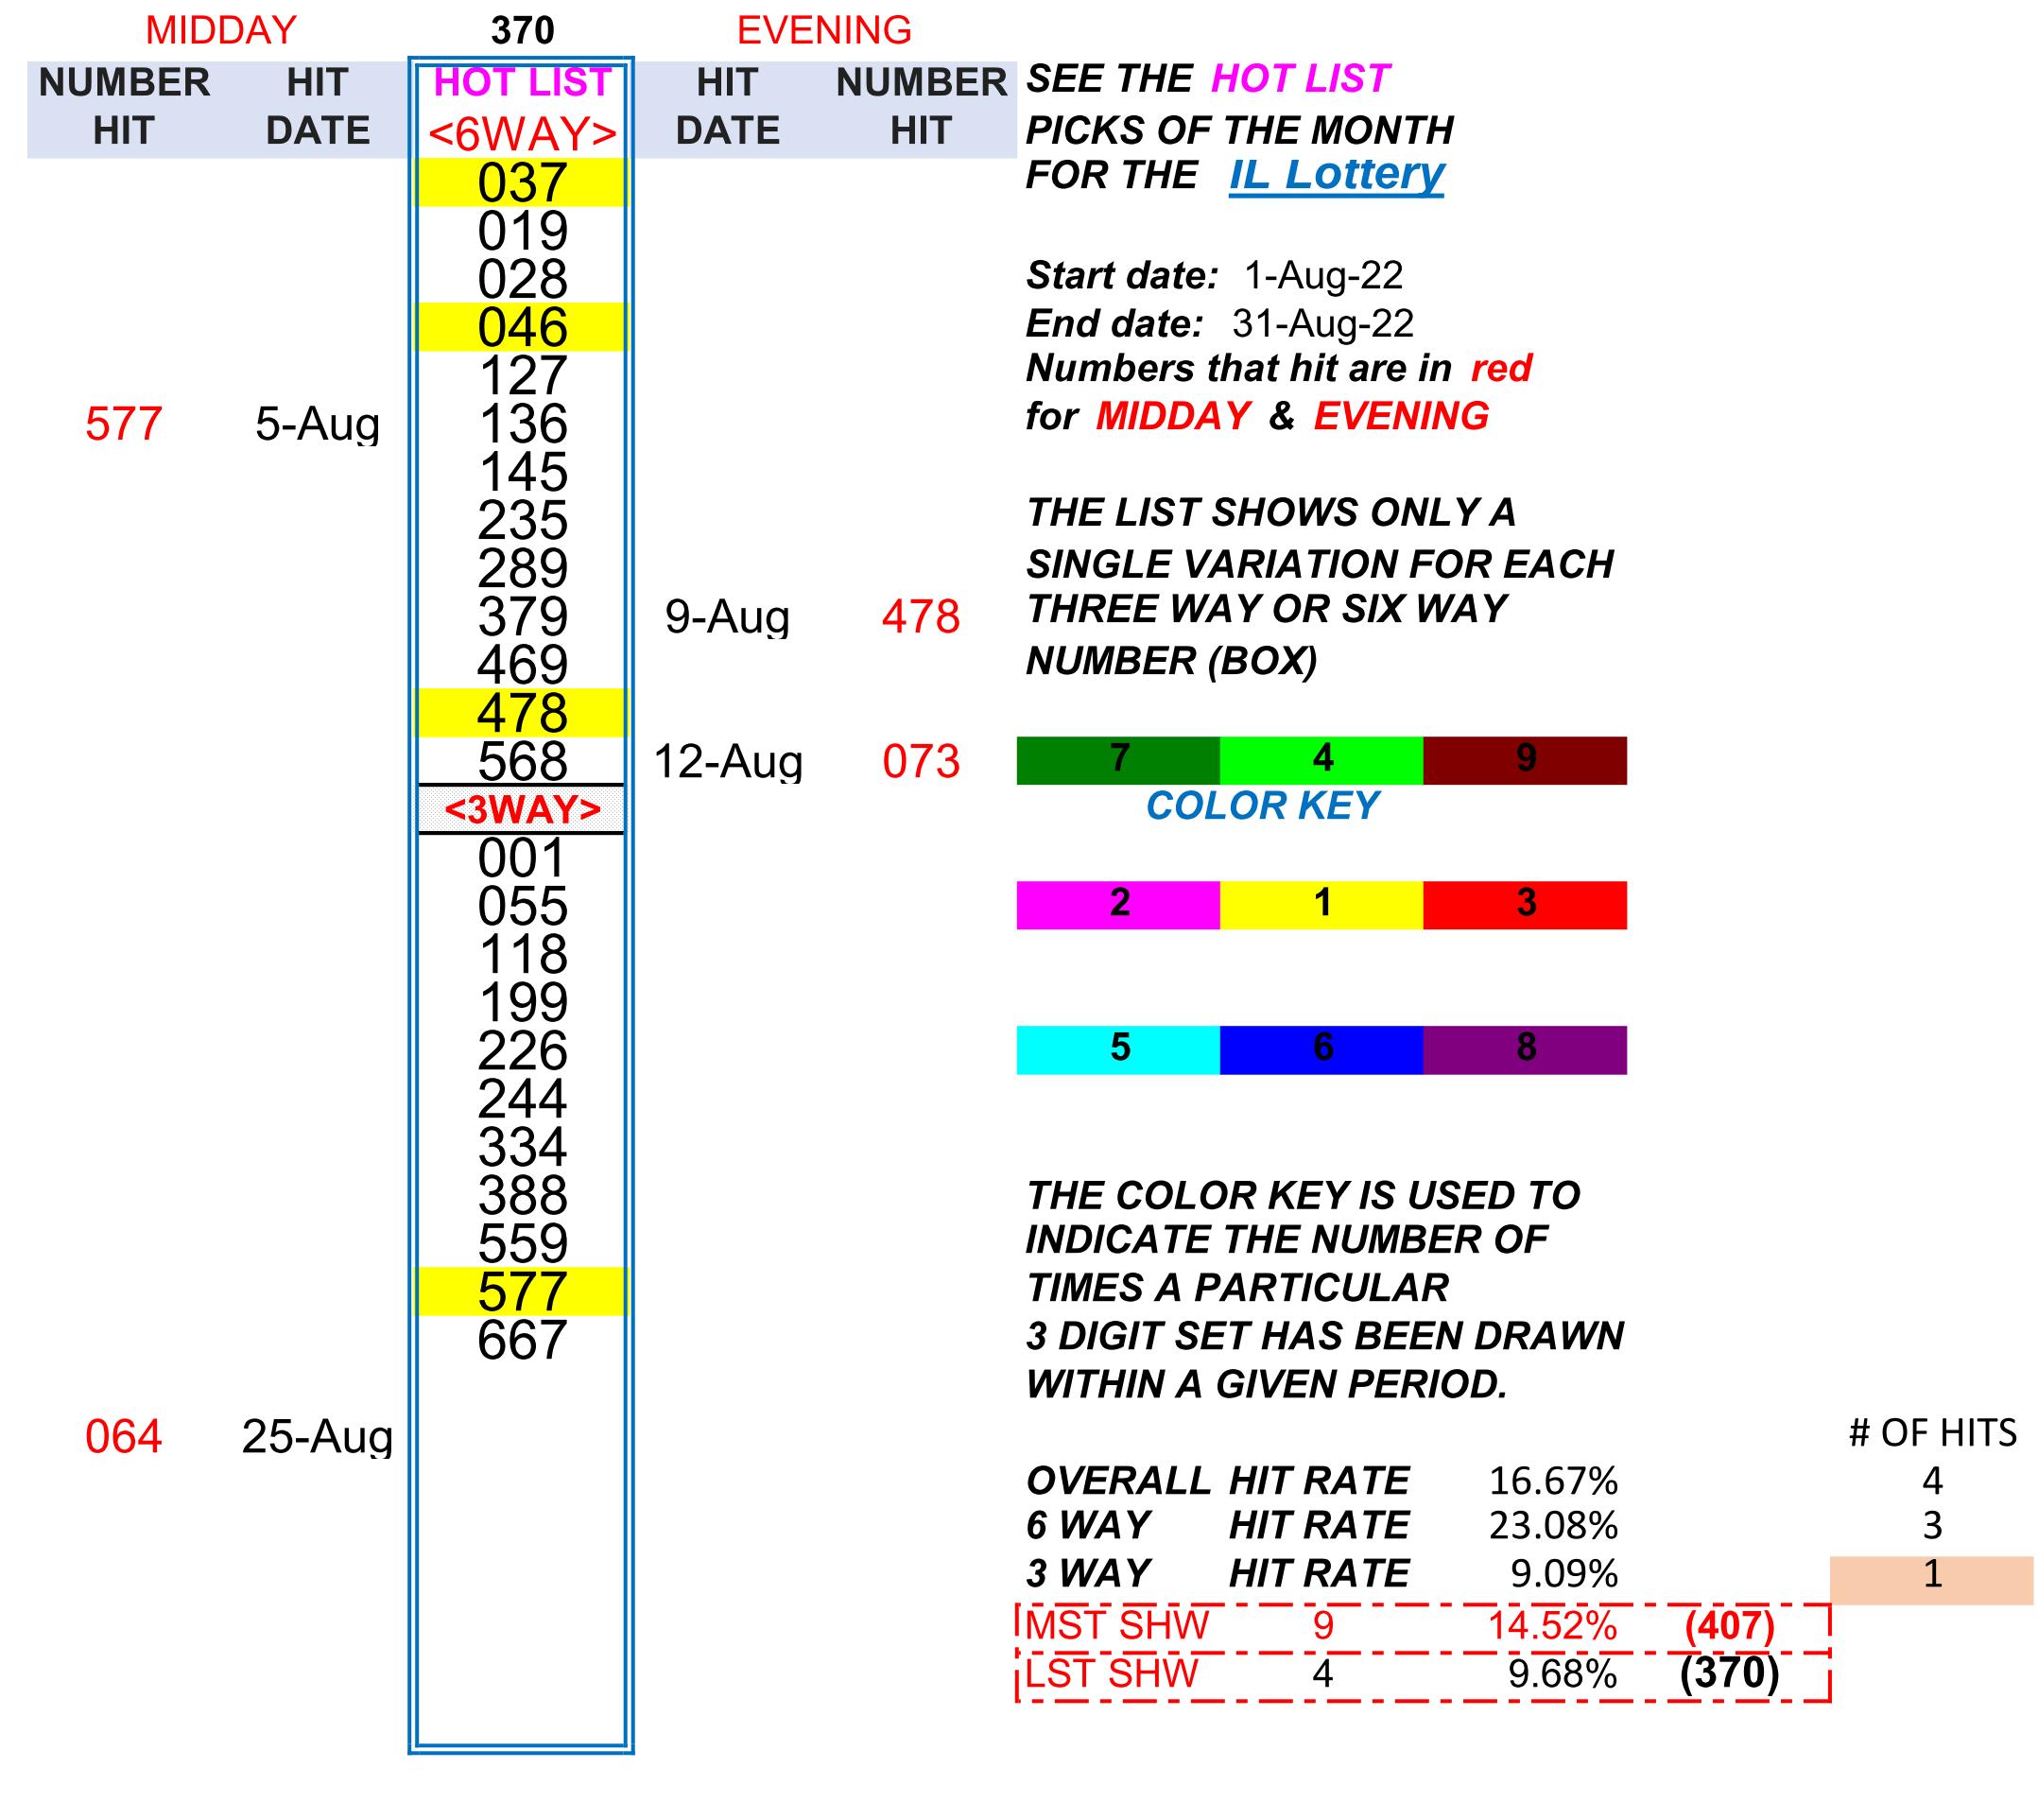 MIDDAY 370 EVENING
NUMBER HIT HOT LIST HIT NUMBER
HIT DATE <6WAY> DATE HIT
037
019
028
046
127
577 5-Aug 136
145
235
289
379 9-Aug 478
469
478
568 12-Aug 073
<3WAY>
001
055
118
199
226
244
334
388
559
577
667
064 25-Aug
SEE THE HOT LIST
PICKS OF THE MONTH
FOR THE IL Lottery
Start date: 1-Aug-22
End date: 31-Aug-22
Numbers that hit are in red
for MIDDAY & EVENING
THE LIST SHOWS ONLY A
SINGLE VARIATION FOR EACH
THREE WAY OR SIX WAY
NUMBER (BOX)
7 4 9
COLOR KEY
2 1 3
5 6 8
THE COLOR KEY IS USED TO
INDICATE THE NUMBER OF
TIMES A PARTICULAR
3 DIGIT SET HAS BEEN DRAWN
WITHIN A GIVEN PERIOD.
# OF HITS
OVERALL HIT RATE 16.67% 4
6 WAY HIT RATE 23.08% 3
3 WAY HIT RATE 9.09% 1
MST SHW 9 14.52% (407)
LST SHW 4 9.68% (370)